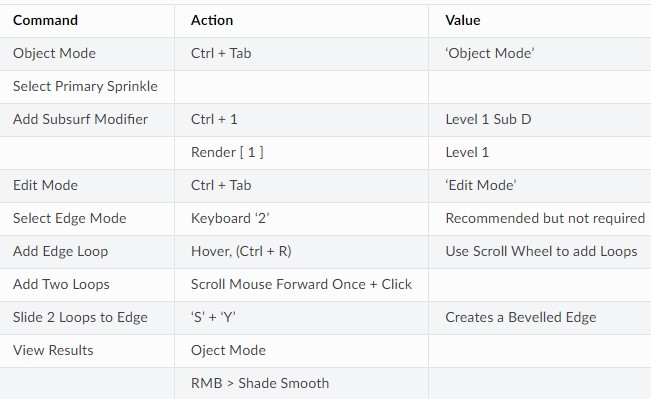 Command Action Value
Object Mode Ctrl + Tab ‘Object Mode’
Select Primary Sprinkle
Add Subsurf Modifier Ctrl + 1 Level 1 Sub D
Render [ 1 ] Level 1
Edit Mode Ctrl + Tab ‘Edit Mode’
Select Edge Mode Keyboard ‘2’ Recommended but not required
Add Edge Loop Hover, (Ctrl + R) Use Scroll Wheel to add Loops
Add Two Loops Scroll Mouse Forward Once + Click
Slide 2 Loops to Edge ‘S’ + ‘Y’ Creates a Bevelled Edge
View Results Oject Mode
RMB > Shade Smooth